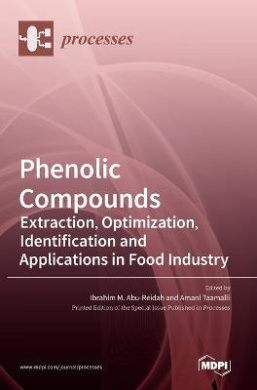 processes
Phenolic
Compounds
Extraction, Optimization,
Identification and
Applications in Food Industry
Edited by
Ibrahim M. Abu-Reidah and Amani Taamalli
Printed Edition of the Special Issue Published in Processes
www.mdpi.com/journal/processes
MDPI